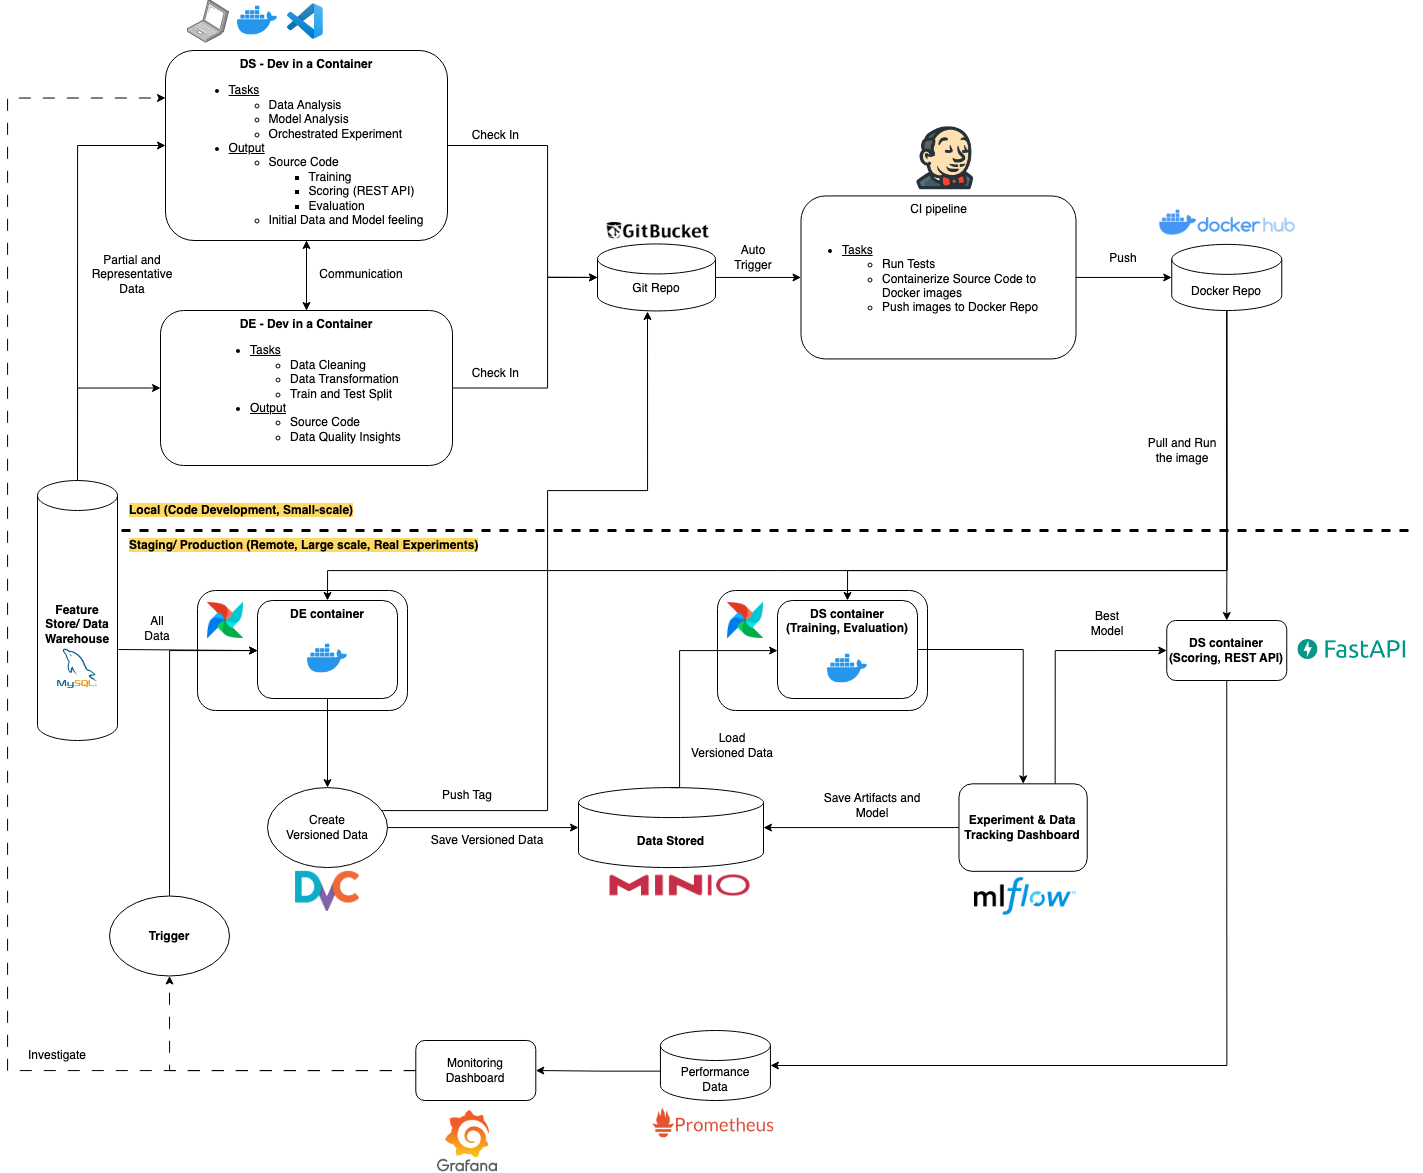 DS - Dev in a Container
Tasks
Data Analysis
Model Analysis
Orchestrated Experiment
Output
Source Code
Training
Scoring (REST API)
Evaluation
Initial Data and Model feeling
Check In
Partial and
Representative
Data
Communication
DE - Dev in a Container
Tasks
Data Cleaning
Data Transformation
Train and Test Split
Output
Source Code
Data Quality Insights
Check In
GitBucket
Git Repo
Auto
Trigger
CI pipeline
Tasks
Run Tests
Containerize Source Code to
Docker images
Push images to Docker Repo
Push
dockerhub
Docker Repo
Pull and Run
the image
Local (Code Development, Small-scale)
Staging/ Production (Remote, Large scale, Real Experiments)
Feature
Store/ Data
Warehouse
MySQL
All
Data
DE container
DS container
(Training, Evaluation)
Best
Model
DS container
(Scoring, REST API)
FastAPI
Load
Versioned Data
Push Tag
Create
Versioned Data
Save Versioned Data
DVC
Data Stored
MINIO
Save Artifacts and
Model
Experiment & Data
Tracking Dashboard
mlflow
Trigger
Investigate
Monitoring
Dashboard
Grafana
Performance
Data
Prometheus